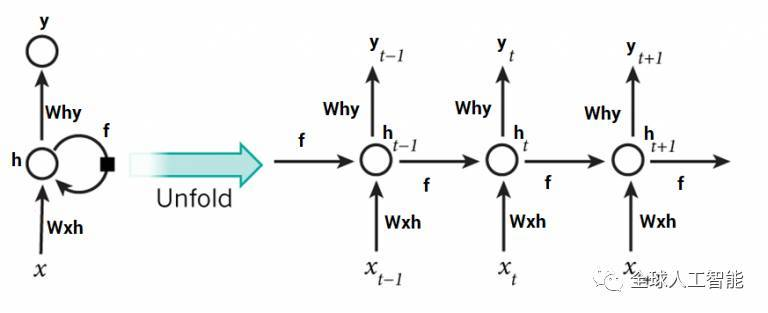 y
Why
f
h
Wxh
x
Unfold
f
y t-1
Why
h t-1
f
Wxh
x t-1
y t
Why
h t
f
Wxh
x t
y t+1
Why
h t+1
f
Wxh
x
全球人工智能